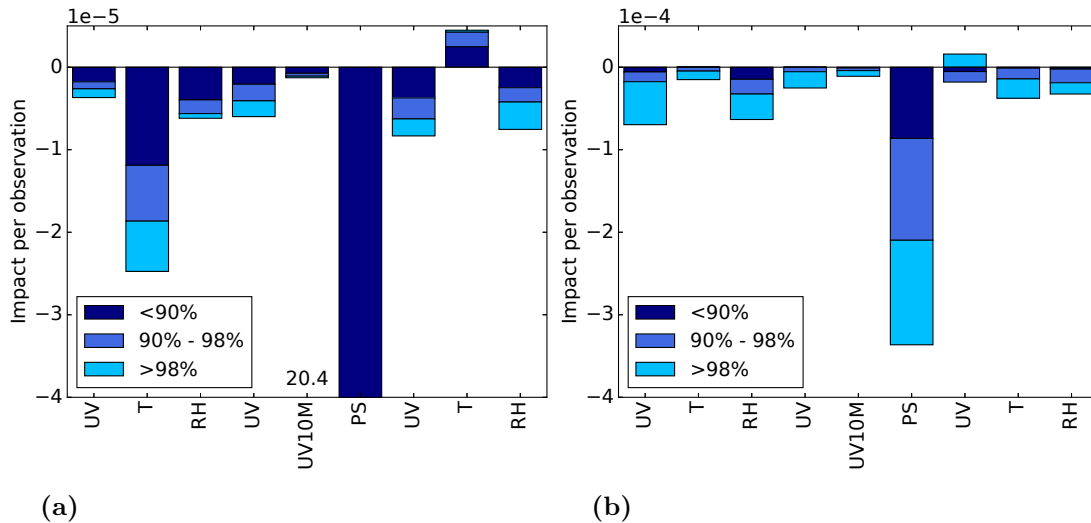 1e−5
Impact per observation
0
−1
−2
−3
−4
<90%
90% - 98%
>98%
20.4
UV
T
RH
UV
UV10M
PS
UV
T
RH
(a)
1e−4
Impact per observation
0
−1
−2
−3
−4
<90%
90% - 98%
>98%
UV
T
RH
UV
UV10M
PS
UV
T
RH
(b)